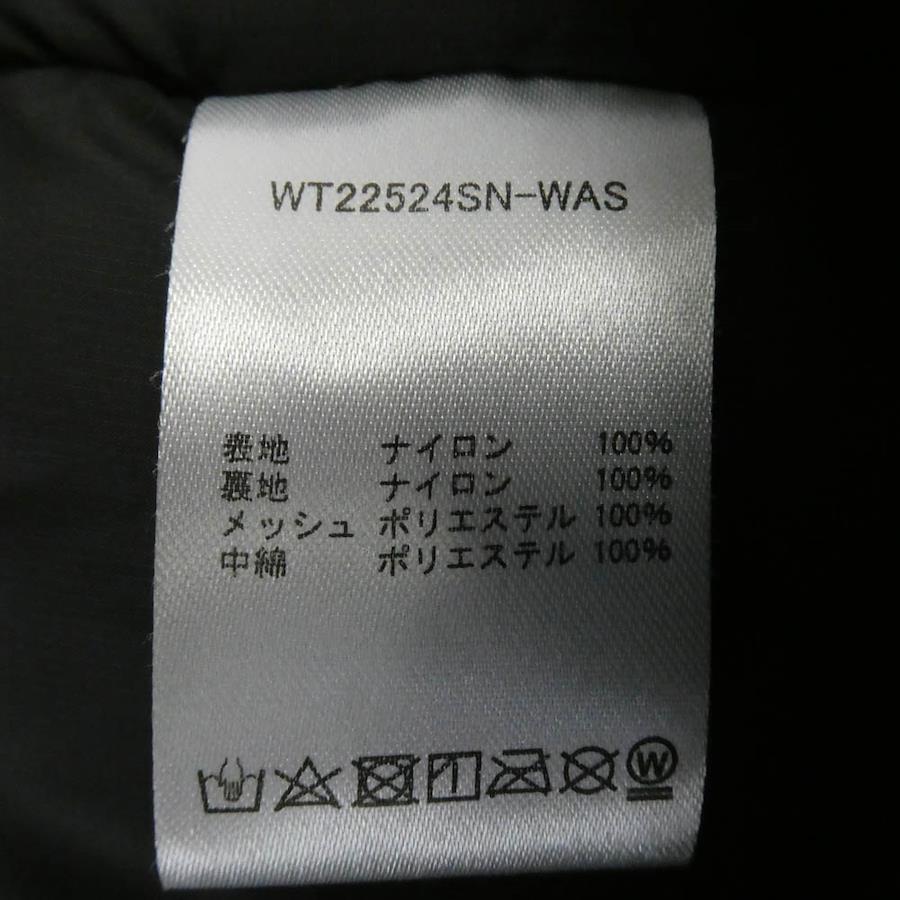 WT22524SN-WAS
表地 ナイロン 100%
裏地 ナイロン 100%
メッシュ ポリエステル 100%
中綿 ポリエステル 100%
W